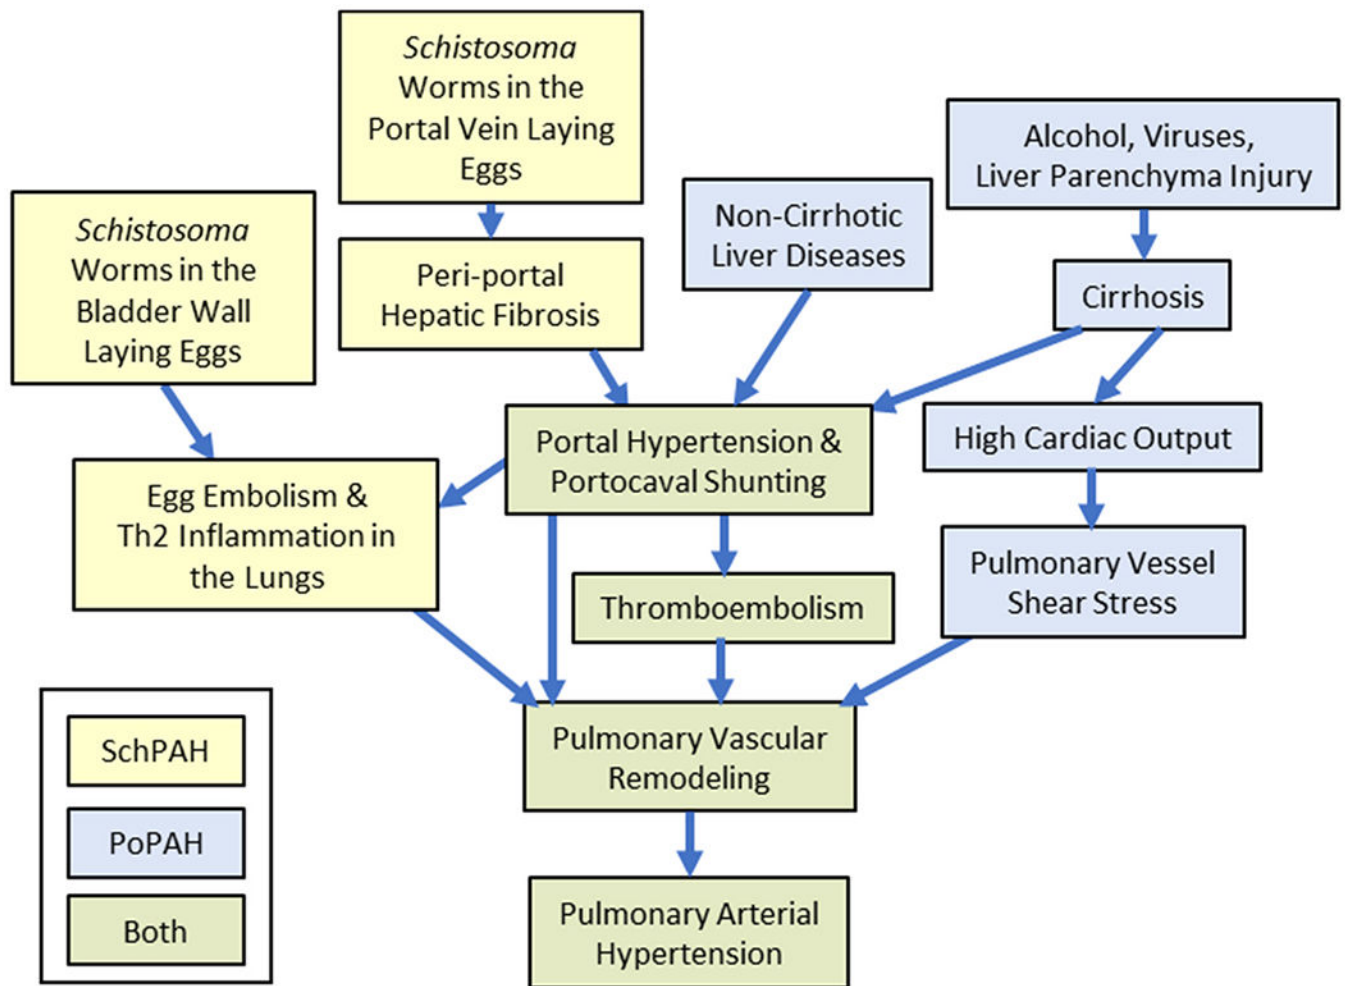 Schistosoma
Worms in the
Portal Vein Laying
Eggs
Alcohol, Viruses,
Liver Parenchyma Injury
Schistosoma
Worms in the
Bladder Wall
Laying Eggs
Non-Cirrhotic
Liver Diseases
Peri-portal
Hepatic Fibrosis
Cirrhosis
Portal Hypertension &
Portocaval Shunting
High Cardiac Output
Egg Embolism &
Th2 Inflammation in
the Lungs
Thromboembolism
Pulmonary Vessel
Shear Stress
Pulmonary Vascular
Remodeling
Pulmonary Arterial
Hypertension
SchPAH
PoPAH
Both